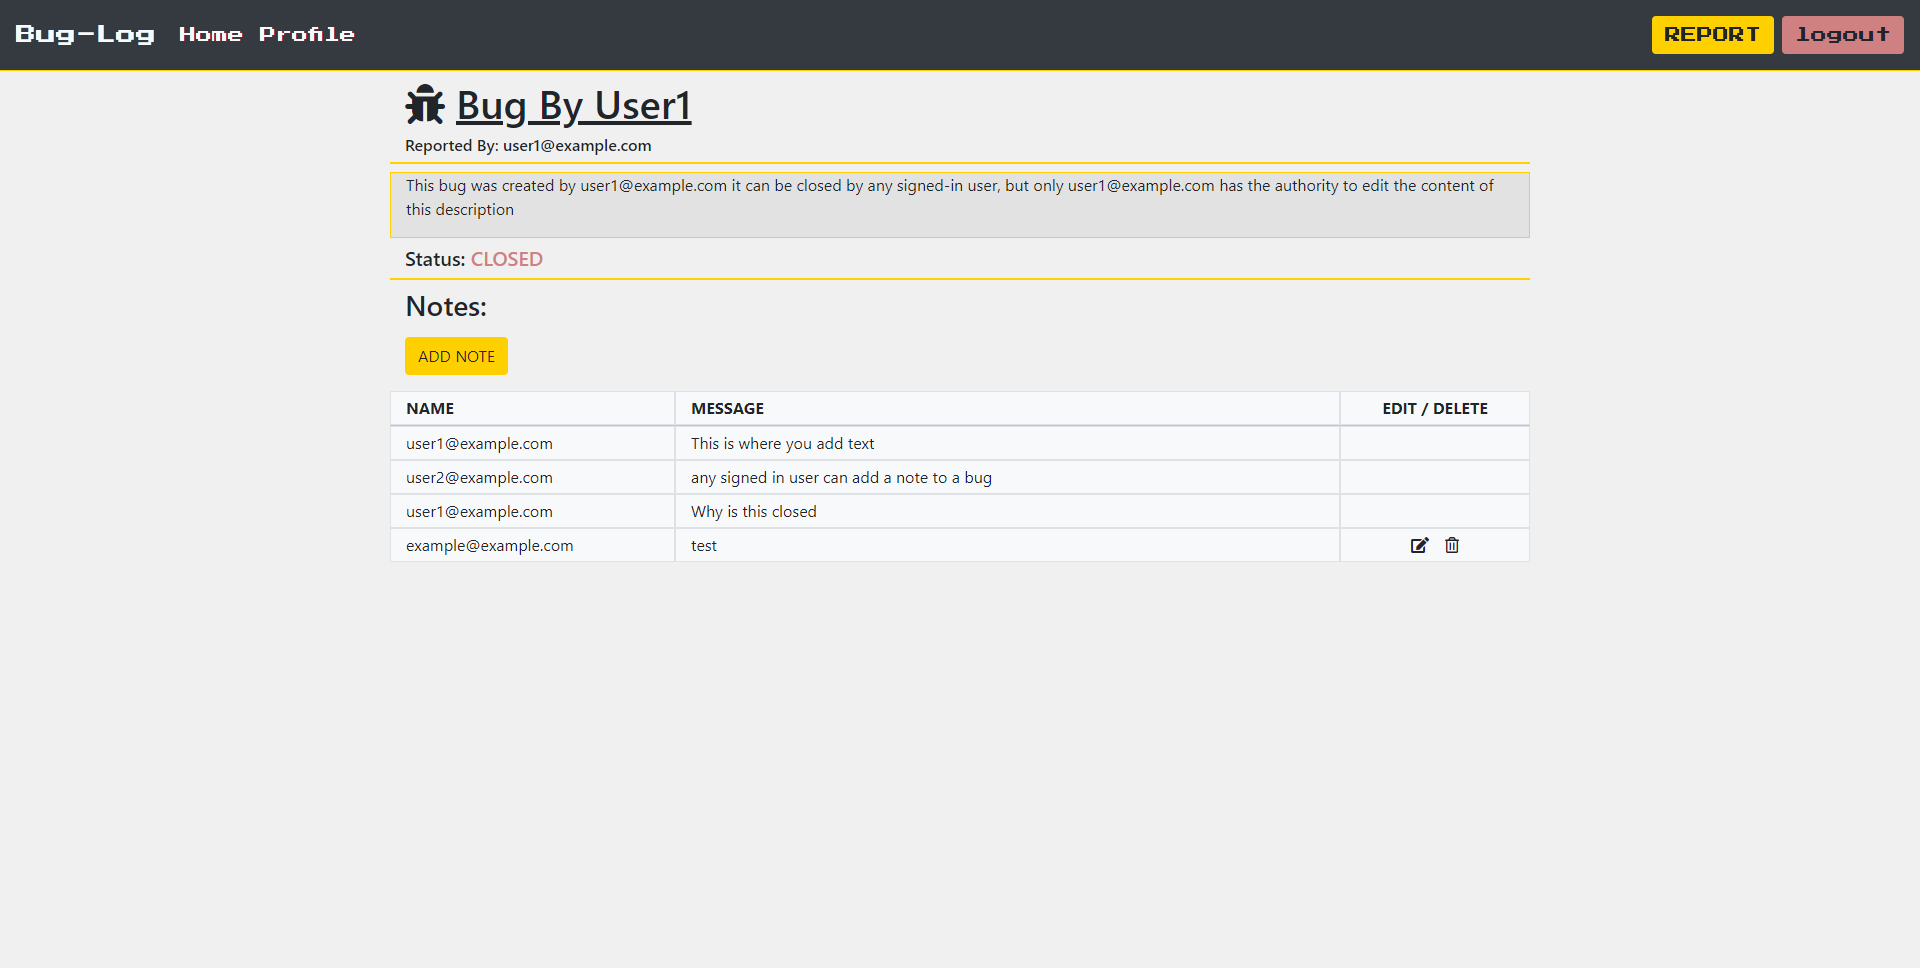 Bug-Log Home Profile REPORT logout
Bug By User1
Reported By: user1@example.com
This bug was created by user1@example.com it can be closed by any signed-in user, but only user1@example.com has the authority to edit the content of
this description
Status: CLOSED
Notes:
ADD NOTE
NAME MESSAGE EDIT / DELETE
user1@example.com This is where you add text
user2@example.com any signed in user can add a note to a bug
user1@example.com Why is this closed
example@example.com test